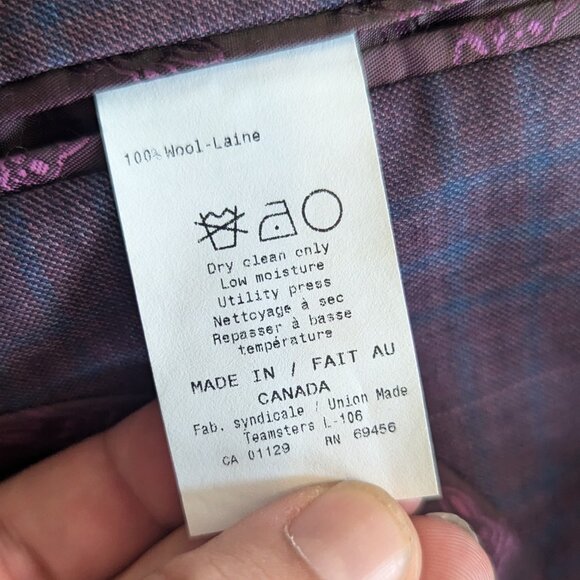 100% Wool-Laine
Dry clean only
Low moisture
Utility press
Nettoyage à sec
Repasser à basse
température
MADE IN / FAIT AU
CANADA
Fab. syndicale / Union Made
Teamsters L-106
CA 01129 RN 69456